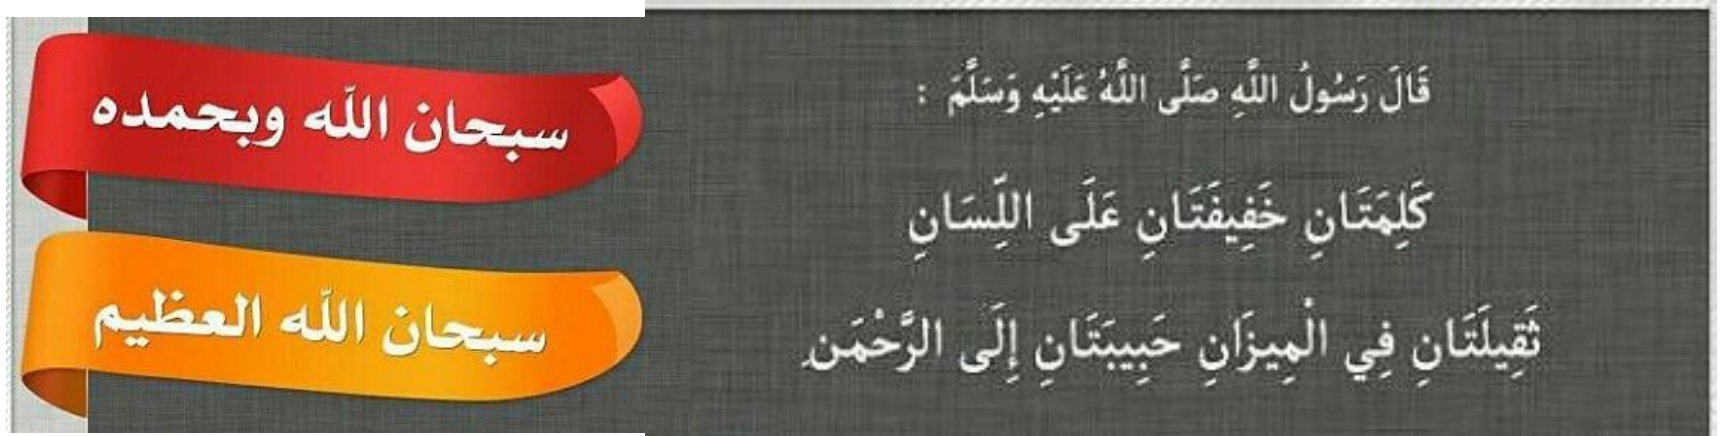 قَالَ رَسُولُ اللَّهِ صَلَّى اللَّهُ عَلَيْهِ وَسَلَّمَ :
كَلِمَتَانِ خَفِيفَتَانِ عَلَى اللِّسَانِ
ثَقِيلَتَانِ فِي الْمِيزَانِ حَبِيبَتَانِ إِلَى الرَّحْمَنِ
سبحان الله وبحمده
سبحان الله العظيم